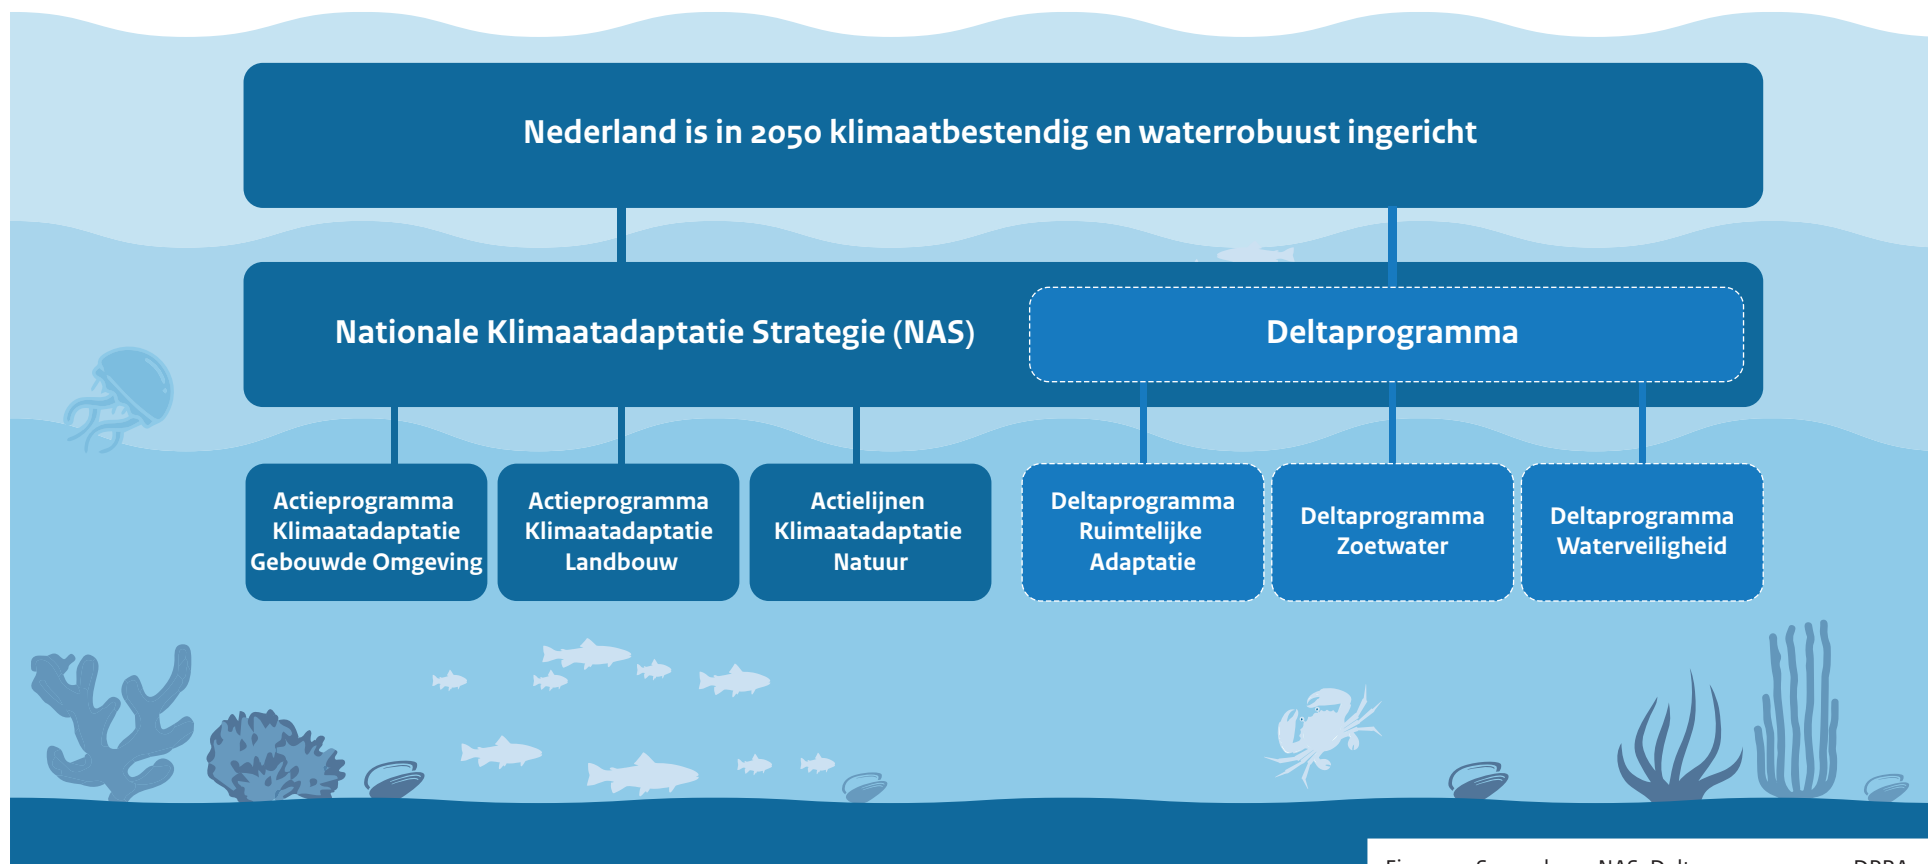 Nederland is in 2050 klimaatbestendig en waterrobuust ingericht
Nationale Klimaatadaptatie Strategie (NAS)
Deltaprogramma
Actieprogramma
Klimaatadaptatie
Gebouwde Omgeving
Actieprogramma
Klimaatadaptatie
Landbouw
Actielijnen
Klimaatadaptatie
Natuur
Deltaprogramma
Ruimtelijke
Adaptatie
Deltaprogramma
Zoetwater
Deltaprogramma
Waterveiligheid